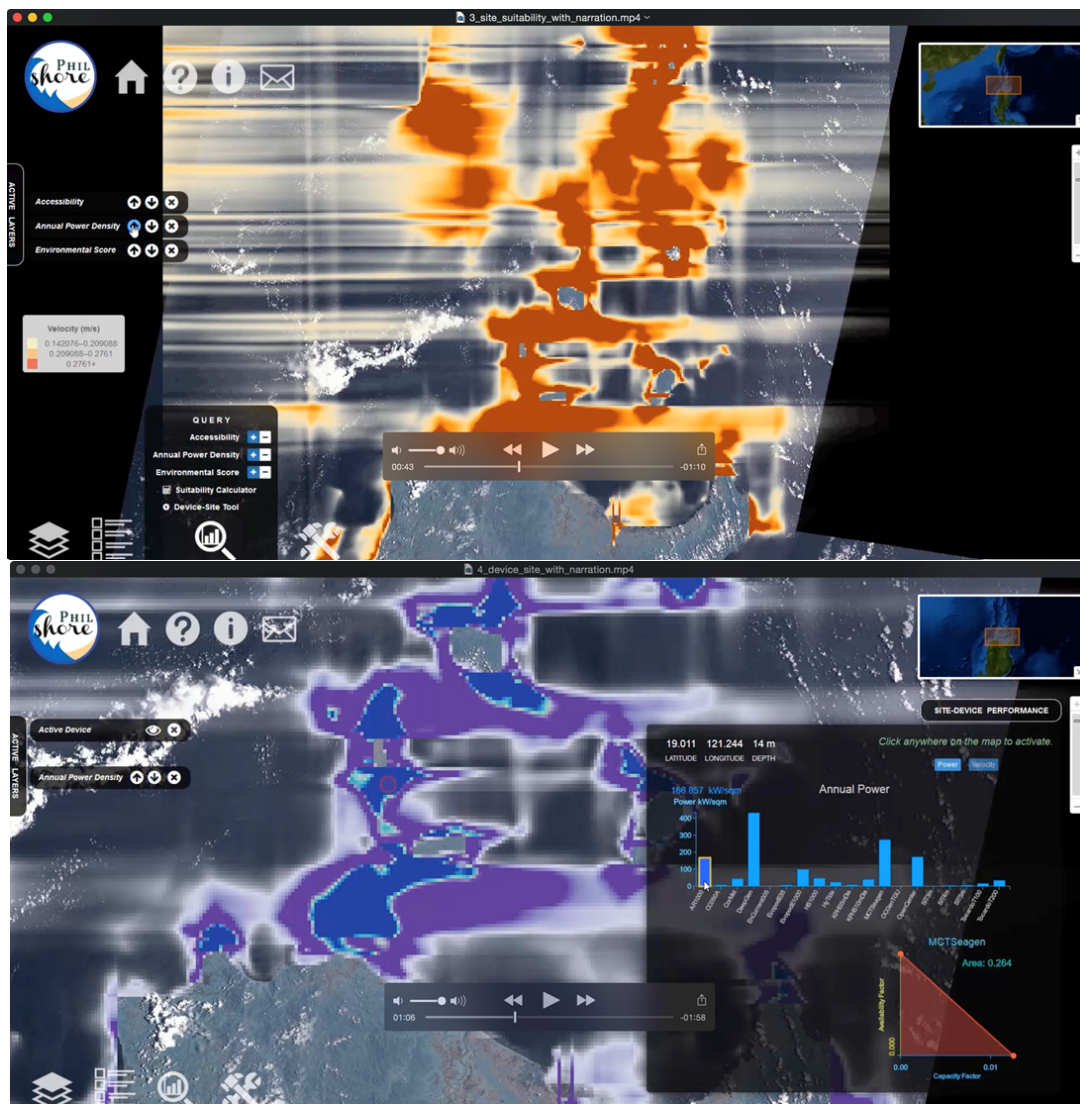 3_site_suitability_with_narration.mp4
PHIL
shore
ACTIVE LAYERS
Accessibility
Annual Power Density
Environmental Score
Velocity (m/s)
0.142076–0.209088
0.209088–0.2761
0.2761+
QUERY
Accessibility + −
Annual Power Density + −
Environmental Score + −
Suitability Calculator
Device-Site Tool
00:43 -01:10
4_device_site_with_narration.mp4
PHIL
shore
ACTIVE LAYERS
Active Device
Annual Power Density
SITE-DEVICE PERFORMANCE
19.011 121.244 14 m
LATITUDE LONGITUDE DEPTH
Click anywhere on the map to activate.
Power Velocity
166.857 kW/sqm
Power kW/sqm
Annual Power
400
300
200
100
0
MCTSeagen
Area: 0.264
Availability Factor
0.000
0.00 0.01
Capacity Factor
01:06 -01:58